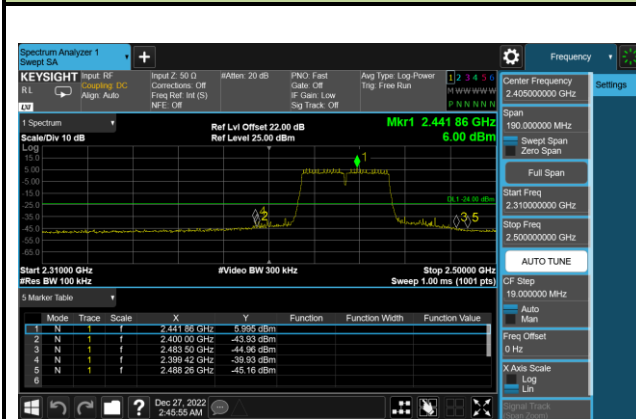 Spectrum Analyzer 1
Swept SA
+
Frequency
KEYSIGHT
RL
LXI
Input: RF
Coupling: DC
Align: Auto
Input Z: 50 Ω
Corrections: Off
Freq Ref: Int (S)
NFE: Off
#Atten: 20 dB
PNO: Fast
Gate: Off
IF Gain: Low
Sig Track: Off
Avg Type: Log-Power
Trig: Free Run
1 2 3 4 5 6
M W W W W W
P N N N N N
Center Frequency
2.405000000 GHz
Settings
Span
190.000000 MHz
Swept Span
Zero Span
Full Span
Start Freq
2.310000000 GHz
Stop Freq
2.500000000 GHz
AUTO TUNE
CF Step
19.000000 MHz
Auto
Man
Freq Offset
0 Hz
X Axis Scale
Log
Lin
Signal Track
(Span Zoom)
1 Spectrum
Scale/Div 10 dB
Ref Lvl Offset 22.00 dB
Ref Level 25.00 dBm
Mkr1 2.441 86 GHz
6.00 dBm
Log
15.0
5.00
-5.00
-15.0
-25.0
-35.0
-45.0
-55.0
-65.0
1
DL1 -24.00 dBm
2
3
5
Start 2.31000 GHz
#Res BW 100 kHz
#Video BW 300 kHz
Stop 2.50000 GHz
Sweep 1.00 ms (1001 pts)
5 Marker Table
Mode Trace Scale X Y Function Function Width Function Value
1 N 1 f 2.441 86 GHz 5.995 dBm
2 N 1 f 2.400 00 GHz -43.93 dBm
3 N 1 f 2.483 50 GHz -44.96 dBm
4 N 1 f 2.399 42 GHz -39.93 dBm
5 N 1 f 2.488 26 GHz -45.16 dBm
6
?
Dec 27, 2022
2:45:55 AM